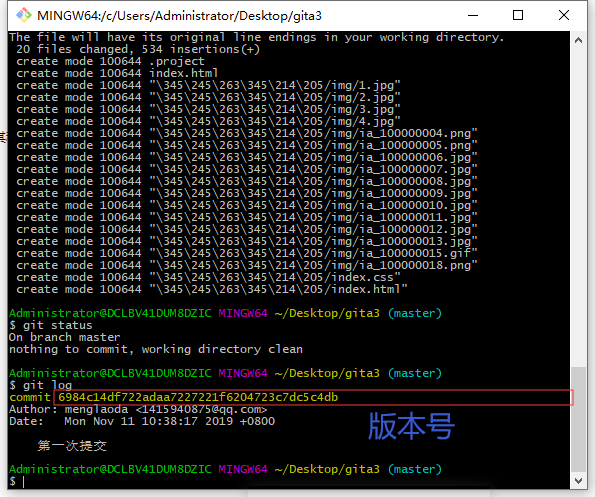 MINGW64:/c/Users/Administrator/Desktop/gita3
The file will have its original line endings in your working directory.
20 files changed, 534 insertions(+)
create mode 100644 .project
create mode 100644 index.html
create mode 100644 "\345\245\263\345\214\205/img/1.jpg"
create mode 100644 "\345\245\263\345\214\205/img/2.jpg"
create mode 100644 "\345\245\263\345\214\205/img/3.jpg"
create mode 100644 "\345\245\263\345\214\205/img/4.jpg"
create mode 100644 "\345\245\263\345\214\205/img/ia_100000004.png"
create mode 100644 "\345\245\263\345\214\205/img/ia_100000005.png"
create mode 100644 "\345\245\263\345\214\205/img/ia_100000006.jpg"
create mode 100644 "\345\245\263\345\214\205/img/ia_100000007.jpg"
create mode 100644 "\345\245\263\345\214\205/img/ia_100000008.jpg"
create mode 100644 "\345\245\263\345\214\205/img/ia_100000009.jpg"
create mode 100644 "\345\245\263\345\214\205/img/ia_100000010.jpg"
create mode 100644 "\345\245\263\345\214\205/img/ia_100000011.jpg"
create mode 100644 "\345\245\263\345\214\205/img/ia_100000012.jpg"
create mode 100644 "\345\245\263\345\214\205/img/ia_100000013.jpg"
create mode 100644 "\345\245\263\345\214\205/img/ia_100000015.gif"
create mode 100644 "\345\245\263\345\214\205/img/ia_100000018.png"
create mode 100644 "\345\245\263\345\214\205/index.css"
create mode 100644 "\345\245\263\345\214\205/index.html"
Administrator@DCLBV41DUM8DZIC MINGW64 ~/Desktop/gita3 (master)
$ git status
On branch master
nothing to commit, working directory clean
Administrator@DCLBV41DUM8DZIC MINGW64 ~/Desktop/gita3 (master)
$ git log
commit 6984c14df722adaa7227221f6204723c7dc5c4db
Author: menglaoda <1415940875@qq.com>
Date: Mon Nov 11 10:38:17 2019 +0800
版本号
第一次提交
Administrator@DCLBV41DUM8DZIC MINGW64 ~/Desktop/gita3 (master)
$